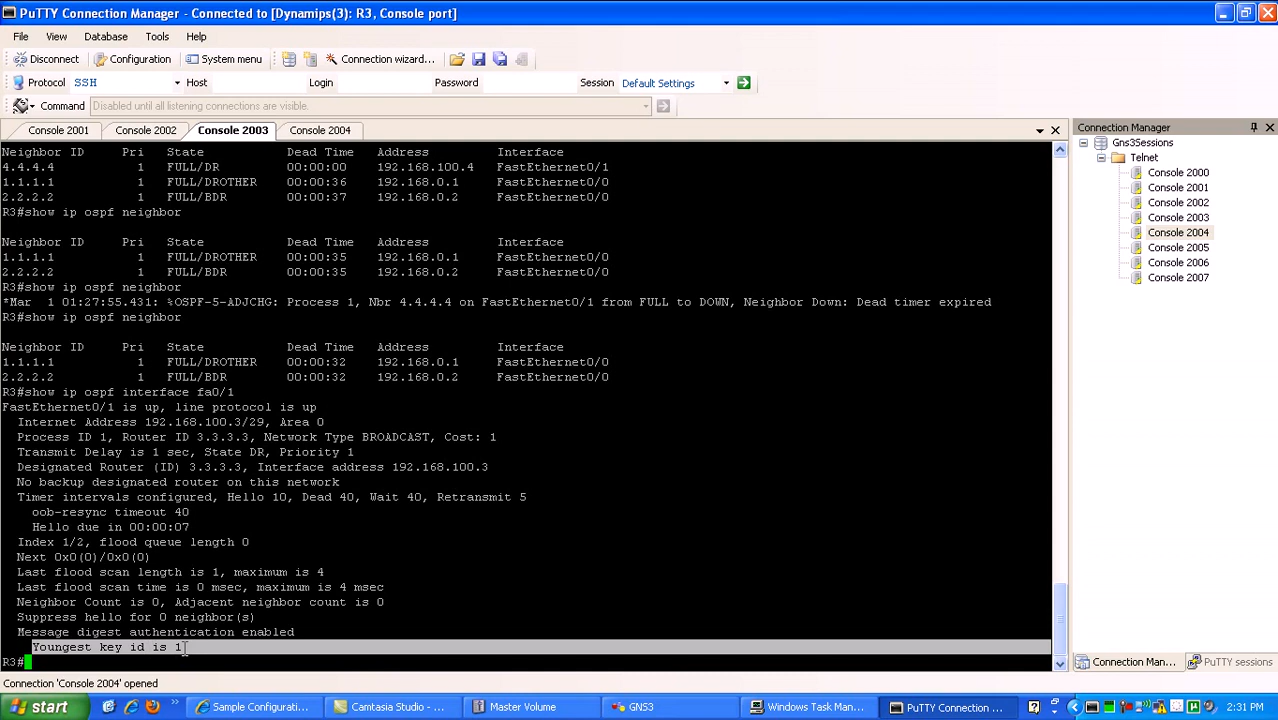 PuTTY Connection Manager - Connected to [Dynamips(3): R3, Console port]
File View Database Tools Help
Disconnect Configuration System menu Connection wizard...
Protocol SSH Host Login Password Session Default Settings
Command Disabled until all listening connections are visible.
Console 2001 Console 2002 Console 2003 Console 2004
Neighbor ID Pri State Dead Time Address Interface
4.4.4.4 1 FULL/DR 00:00:00 192.168.100.4 FastEthernet0/1
1.1.1.1 1 FULL/DROTHER 00:00:36 192.168.0.1 FastEthernet0/0
2.2.2.2 1 FULL/BDR 00:00:37 192.168.0.2 FastEthernet0/0
R3#show ip ospf neighbor
Neighbor ID Pri State Dead Time Address Interface
1.1.1.1 1 FULL/DROTHER 00:00:35 192.168.0.1 FastEthernet0/0
2.2.2.2 1 FULL/BDR 00:00:35 192.168.0.2 FastEthernet0/0
R3#show ip ospf neighbor
*Mar 1 01:27:55.431: %OSPF-5-ADJCHG: Process 1, Nbr 4.4.4.4 on FastEthernet0/1 from FULL to DOWN, Neighbor Down: Dead timer expired
R3#show ip ospf neighbor
Neighbor ID Pri State Dead Time Address Interface
1.1.1.1 1 FULL/DROTHER 00:00:32 192.168.0.1 FastEthernet0/0
2.2.2.2 1 FULL/BDR 00:00:32 192.168.0.2 FastEthernet0/0
R3#show ip ospf interface fa0/1
FastEthernet0/1 is up, line protocol is up
Internet Address 192.168.100.3/29, Area 0
Process ID 1, Router ID 3.3.3.3, Network Type BROADCAST, Cost: 1
Transmit Delay is 1 sec, State DR, Priority 1
Designated Router (ID) 3.3.3.3, Interface address 192.168.100.3
No backup designated router on this network
Timer intervals configured, Hello 10, Dead 40, Wait 40, Retransmit 5
oob-resync timeout 40
Hello due in 00:00:07
Index 1/2, flood queue length 0
Next 0x0(0)/0x0(0)
Last flood scan length is 1, maximum is 4
Last flood scan time is 0 msec, maximum is 4 msec
Neighbor Count is 0, Adjacent neighbor count is 0
Suppress hello for 0 neighbor(s)
Message digest authentication enabled
Youngest key id is 1
R3#
Connection Manager
Gns3Sessions
Telnet
Console 2000
Console 2001
Console 2002
Console 2003
Console 2004
Console 2005
Console 2006
Console 2007
Connection Man... PuTTY sessions
Connection 'Console 2004' opened
start Sample Configurati... Camtasia Studio - ... Master Volume GNS3 Windows Task Man... PuTTY Connection ... 2:31 PM